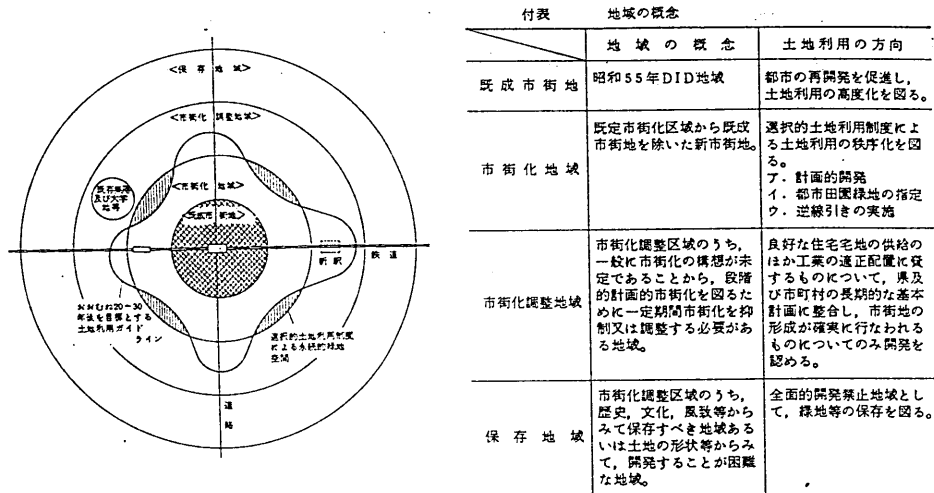 <保存地域>
<市街化調整地域>
<市街化地域>
<既成市街地>
及び大学
新駅
鉄道
おおむね20~30
年後を目標とする
土地利用ガイド
ライン
選択的土地利用制度
による永続的緑地
空間
道
路
付表 地域の概念
地域の概念 土地利用の方向
既成市街地
昭和55年DID地域
都市の再開発を促進し,
土地利用の高度化を図る。
市街化地域
既定市街化区域から既成
市街地を除いた新市街地。
選択的土地利用制度によ
る土地利用の秩序化を図
る。
ア.計画的開発
イ.都市田園緑地の指定
ウ.逆線引きの実施
市街化調整地域
市街化調整区域のうち,
一般に市街化の構想が未
定であることから,段階
的計画的市街化を図るため
に一定期間市街化を抑
制又は調整する必要があ
る地域。
良好な住宅宅地の供給の
ほか工業の適正配置に資
するものについて,県及
び市町村の長期的な基本
計画に整合し,市街地の
形成が確実に行なわれる
ものについてのみ開発を
認める。
保存地域
市街化調整区域のうち,
歴史,文化,風致等から
みて保存すべき地域ある
いは土地の形状等からみ
て,開発することが困難
な地域。
全面的開発禁止地域とし
て,緑地等の保存を図る。